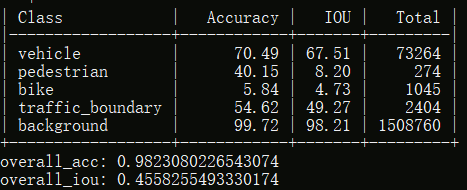 | Class | Accuracy | IOU | Total |
|------------------|------------|-------|---------|
| vehicle | 70.49 | 67.51 | 73264 |
| pedestrian | 40.15 | 8.20 | 274 |
| bike | 5.84 | 4.73 | 1045 |
| traffic_boundary | 54.62 | 49.27 | 2404 |
| background | 99.72 | 98.21 | 1508760 |
+------------------+------------+-------+---------+
overall_acc: 0.9823080226543074
overall_iou: 0.4558255493330174